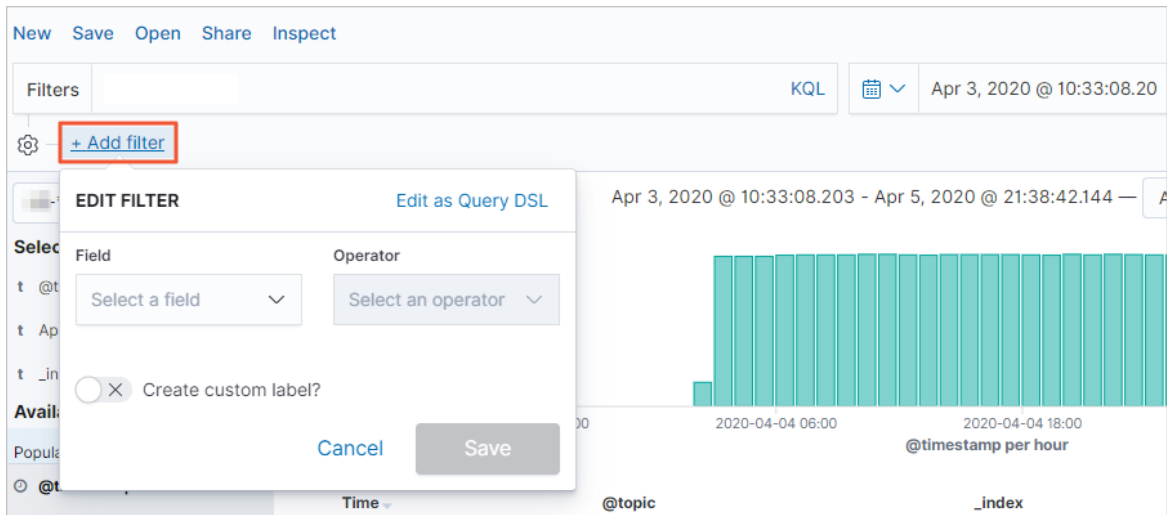 New Save Open Share Inspect
Filters KQL Apr 3, 2020 @ 10:33:08.20
+ Add filter
EDIT FILTER Edit as Query DSL
Apr 3, 2020 @ 10:33:08.203 - Apr 5, 2020 @ 21:38:42.144 —
Field Operator
Select a field Select an operator
t
t
t
Create custom label?
Cancel Save
2020-04-04 06:00 2020-04-04 18:00
@timestamp per hour
Time @topic _index